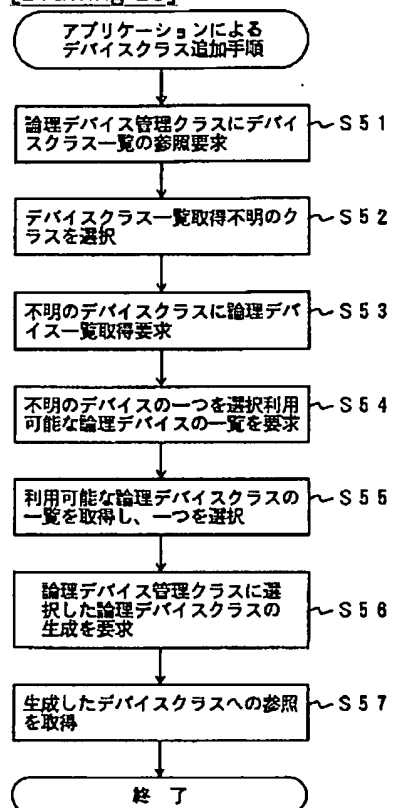 アプリケーションによる
デバイスクラス追加手順
論理デバイス管理クラスにデバイ
スクラス一覧の参照要求
S51
デバイスクラス一覧取得不明のク
ラスを選択
S52
不明のデバイスクラスに論理デバ
イス一覧取得要求
S53
不明のデバイスの一つを選択利用
可能な論理デバイスの一覧を要求
S54
利用可能な論理デバイスクラスの
一覧を取得し、一つを選択
S55
論理デバイス管理クラスに選
択した論理デバイスクラスの
生成を要求
S56
生成したデバイスクラスへの参照
を取得
S57
終了